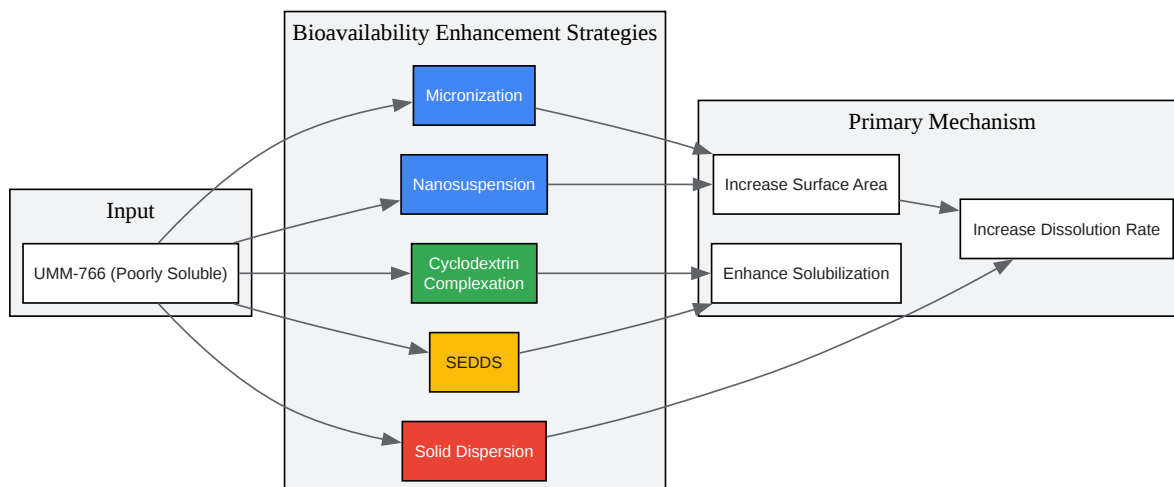 Bioavailability Enhancement Strategies
Micronization
Nanosuspension
Cyclodextrin
Complexation
SEDDS
Solid Dispersion
Primary Mechanism
Increase Surface Area
Increase Dissolution Rate
Enhance Solubilization
Input
UMM-766 (Poorly Soluble)